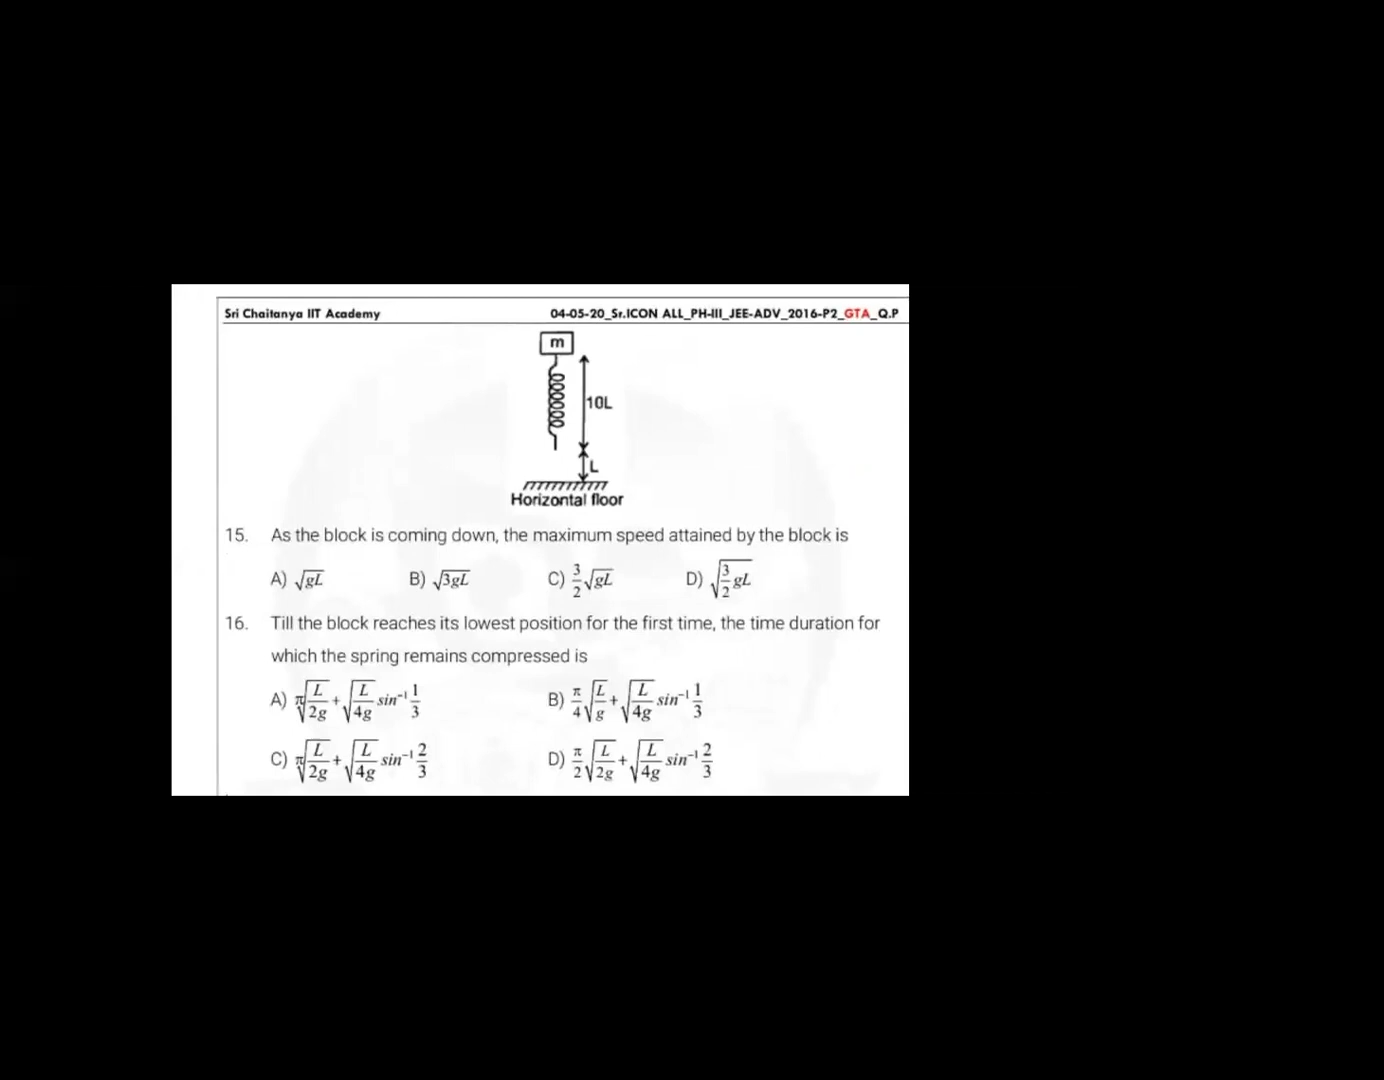 Sri Chaitanya IIT Academy 04-05-20_Sr.ICON ALL_PH-III_JEE-ADV_2016-P2_GTA_Q.P
m
10L
L
Horizontal floor
15. As the block is coming down, the maximum speed attained by the block is
A) √gL B) √3gL C) 3/2 √gL D) √(3/2 gL)
16. Till the block reaches its lowest position for the first time, the time duration for
which the spring remains compressed is
A) π√(L/2g) + √(L/4g) sin⁻¹ 1/3 B) π/4 √(L/g) + √(L/4g) sin⁻¹ 1/3
C) π√(L/2g) + √(L/4g) sin⁻¹ 2/3 D) π/2 √(L/2g) + √(L/4g) sin⁻¹ 2/3